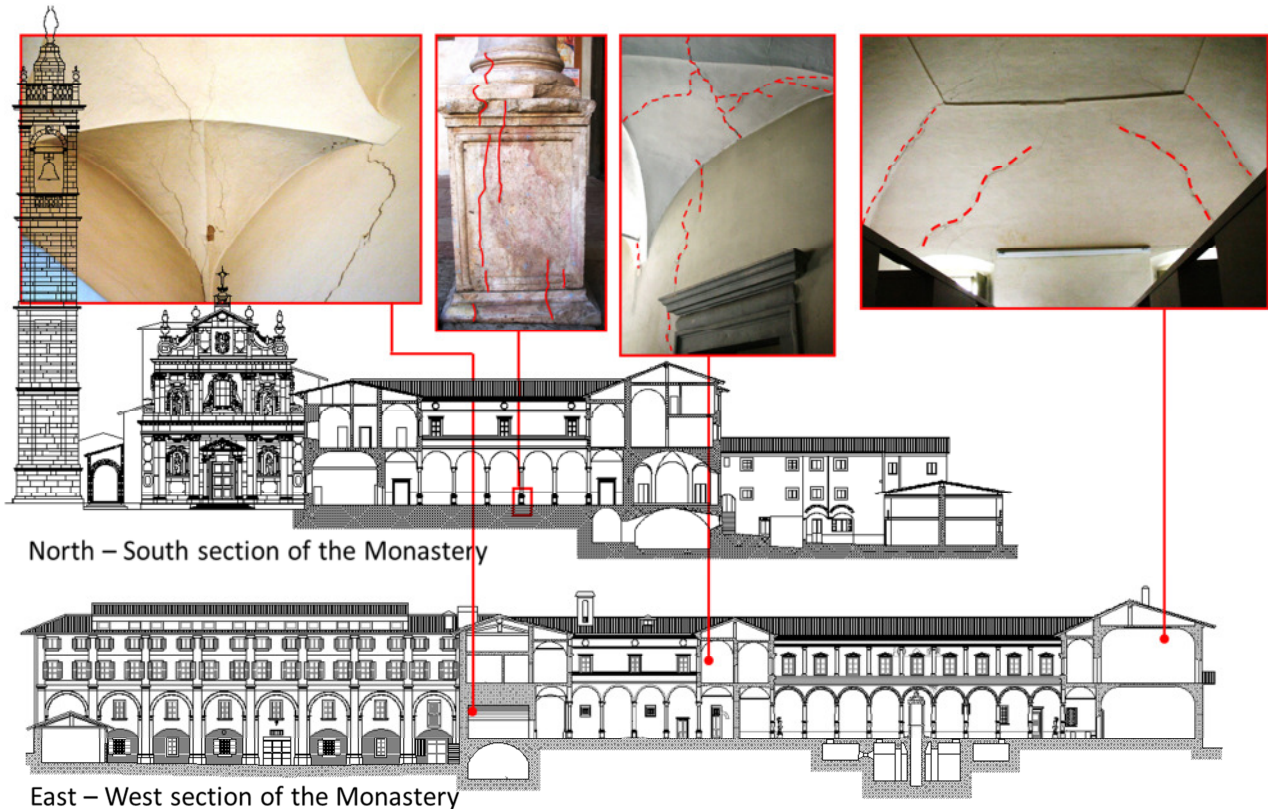 North – South section of the Monastery
East – West section of the Monastery